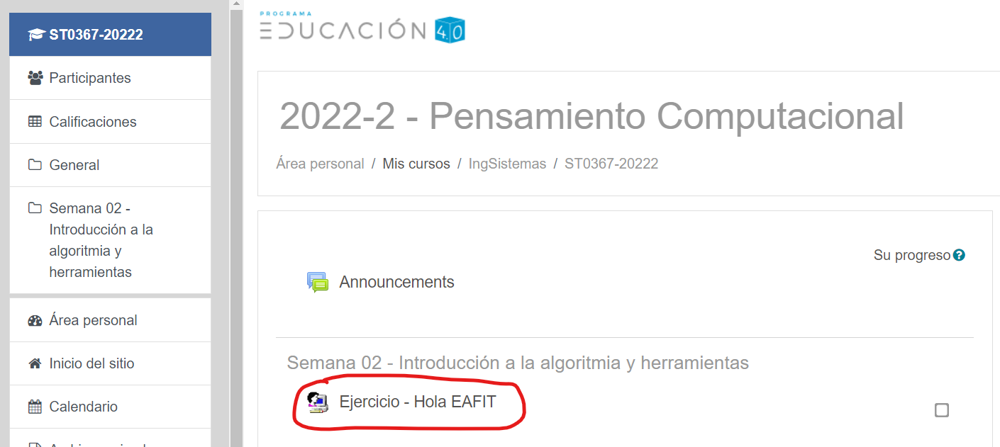 ST0367-20222
Participantes
Calificaciones
General
Semana 02 -
Introducción a la
algoritmia y
herramientas
Área personal
Inicio del sitio
Calendario
PROGRAMA
EDUCACIÓN 4.0
2022-2 - Pensamiento Computacional
Área personal / Mis cursos / IngSistemas / ST0367-20222
Su progreso
Announcements
Semana 02 - Introducción a la algoritmia y herramientas
Ejercicio - Hola EAFIT